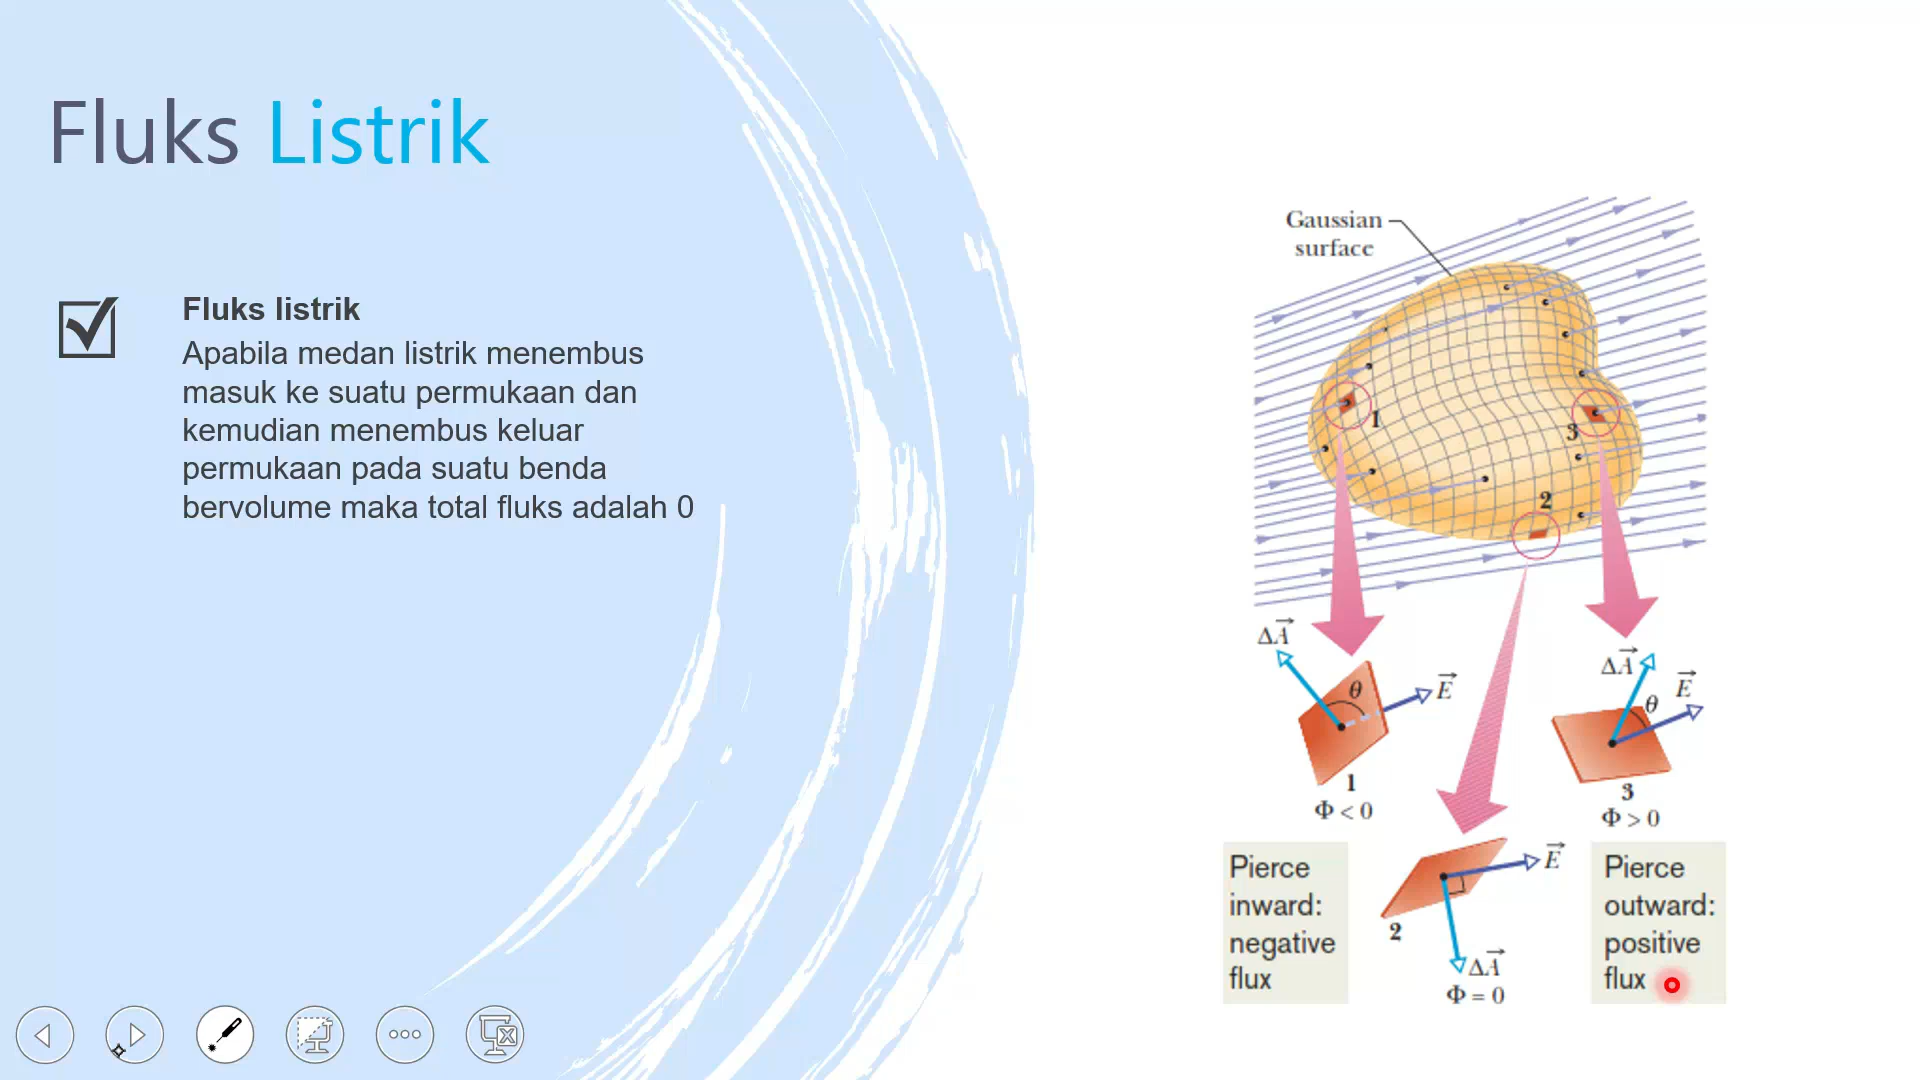 Fluks Listrik
Fluks listrik
Apabila medan listrik menembus
masuk ke suatu permukaan dan
kemudian menembus keluar
permukaan pada suatu benda
bervolume maka total fluks adalah 0
Gaussian
surface
1
3
2
ΔA⃗
θ
E⃗
1
Φ < 0
ΔA⃗
E⃗
θ
3
Φ > 0
E⃗
2
ΔA⃗
Φ = 0
Pierce
inward:
negative
flux
Pierce
outward:
positive
flux